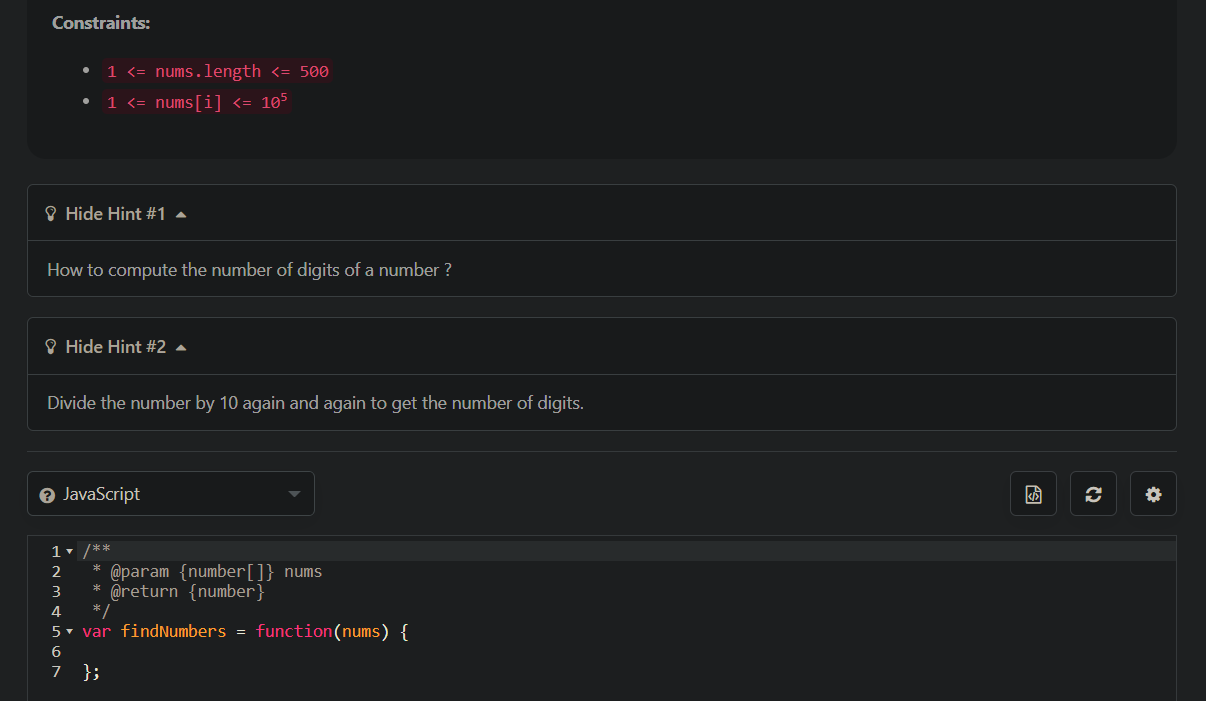 Constraints:
• 1 <= nums.length <= 500
• 1 <= nums[i] <= 10⁵
Hide Hint #1
How to compute the number of digits of a number ?
Hide Hint #2
Divide the number by 10 again and again to get the number of digits.
JavaScript
1 /**
2  * @param {number[]} nums
3  * @return {number}
4  */
5 var findNumbers = function(nums) {
6
7 };